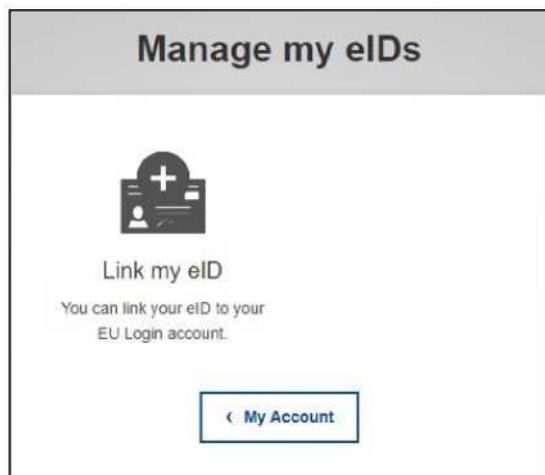 Manage my eIDs
Link my eID
You can link your eID to your
EU Login account.
‹ My Account